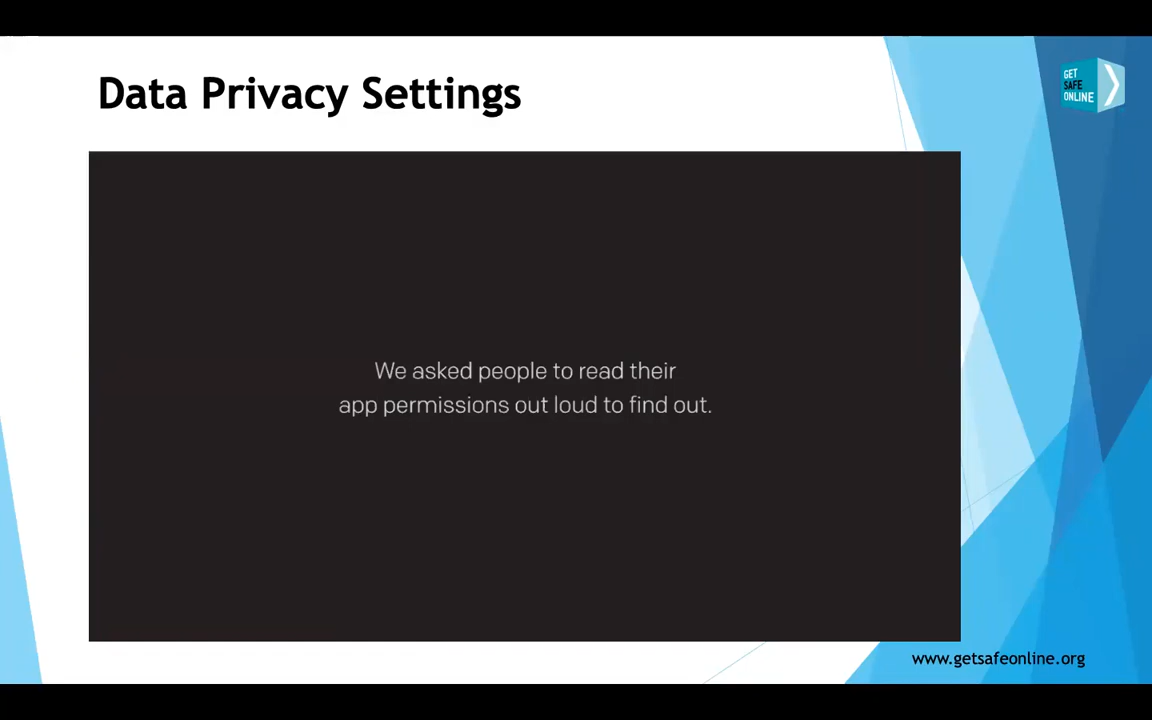 Data Privacy Settings
GET
SAFE
ONLINE
We asked people to read their
app permissions out loud to find out.
www.getsafeonline.org